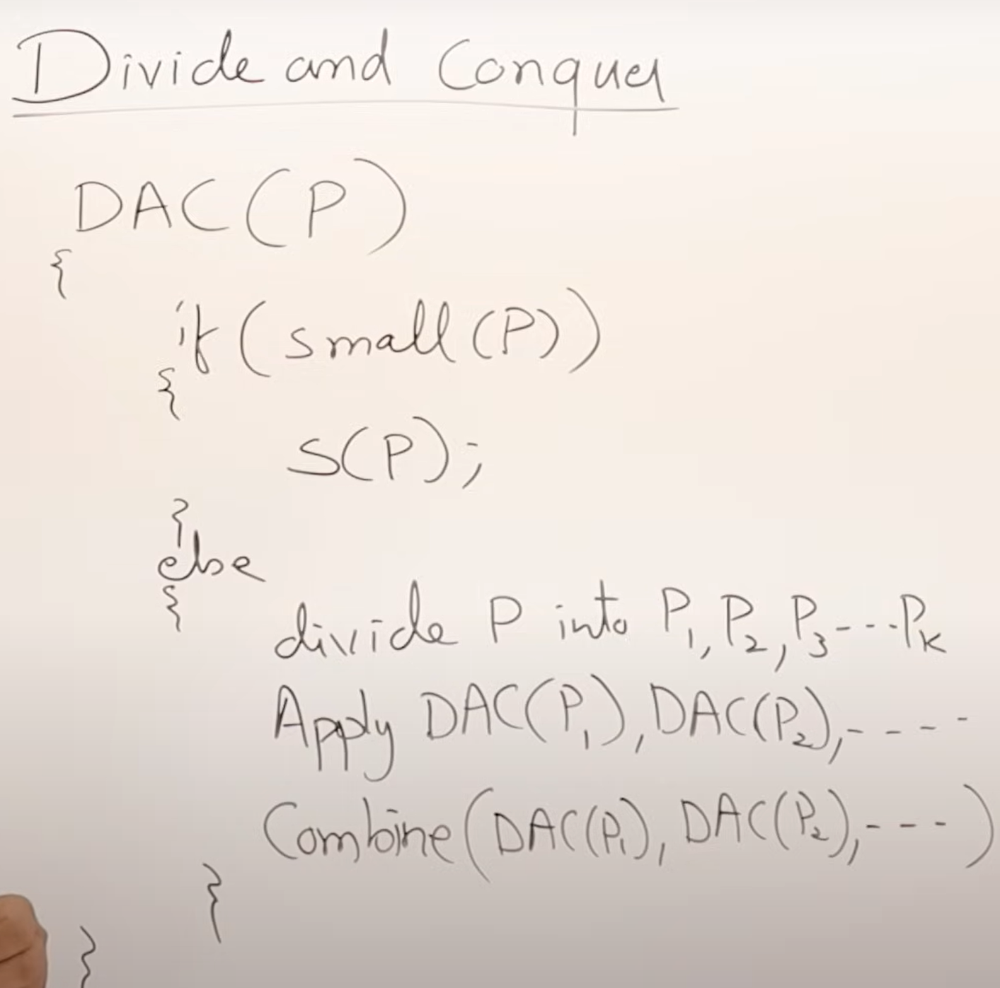 Divide and Conquer
DAC(P)
{
if(small(P))
{
S(P);
}
else
{
divide P into P₁, P₂, P₃---Pₖ
Apply DAC(P₁), DAC(P₂),----
Combine(DAC(P₁), DAC(P₂),---)
}
}